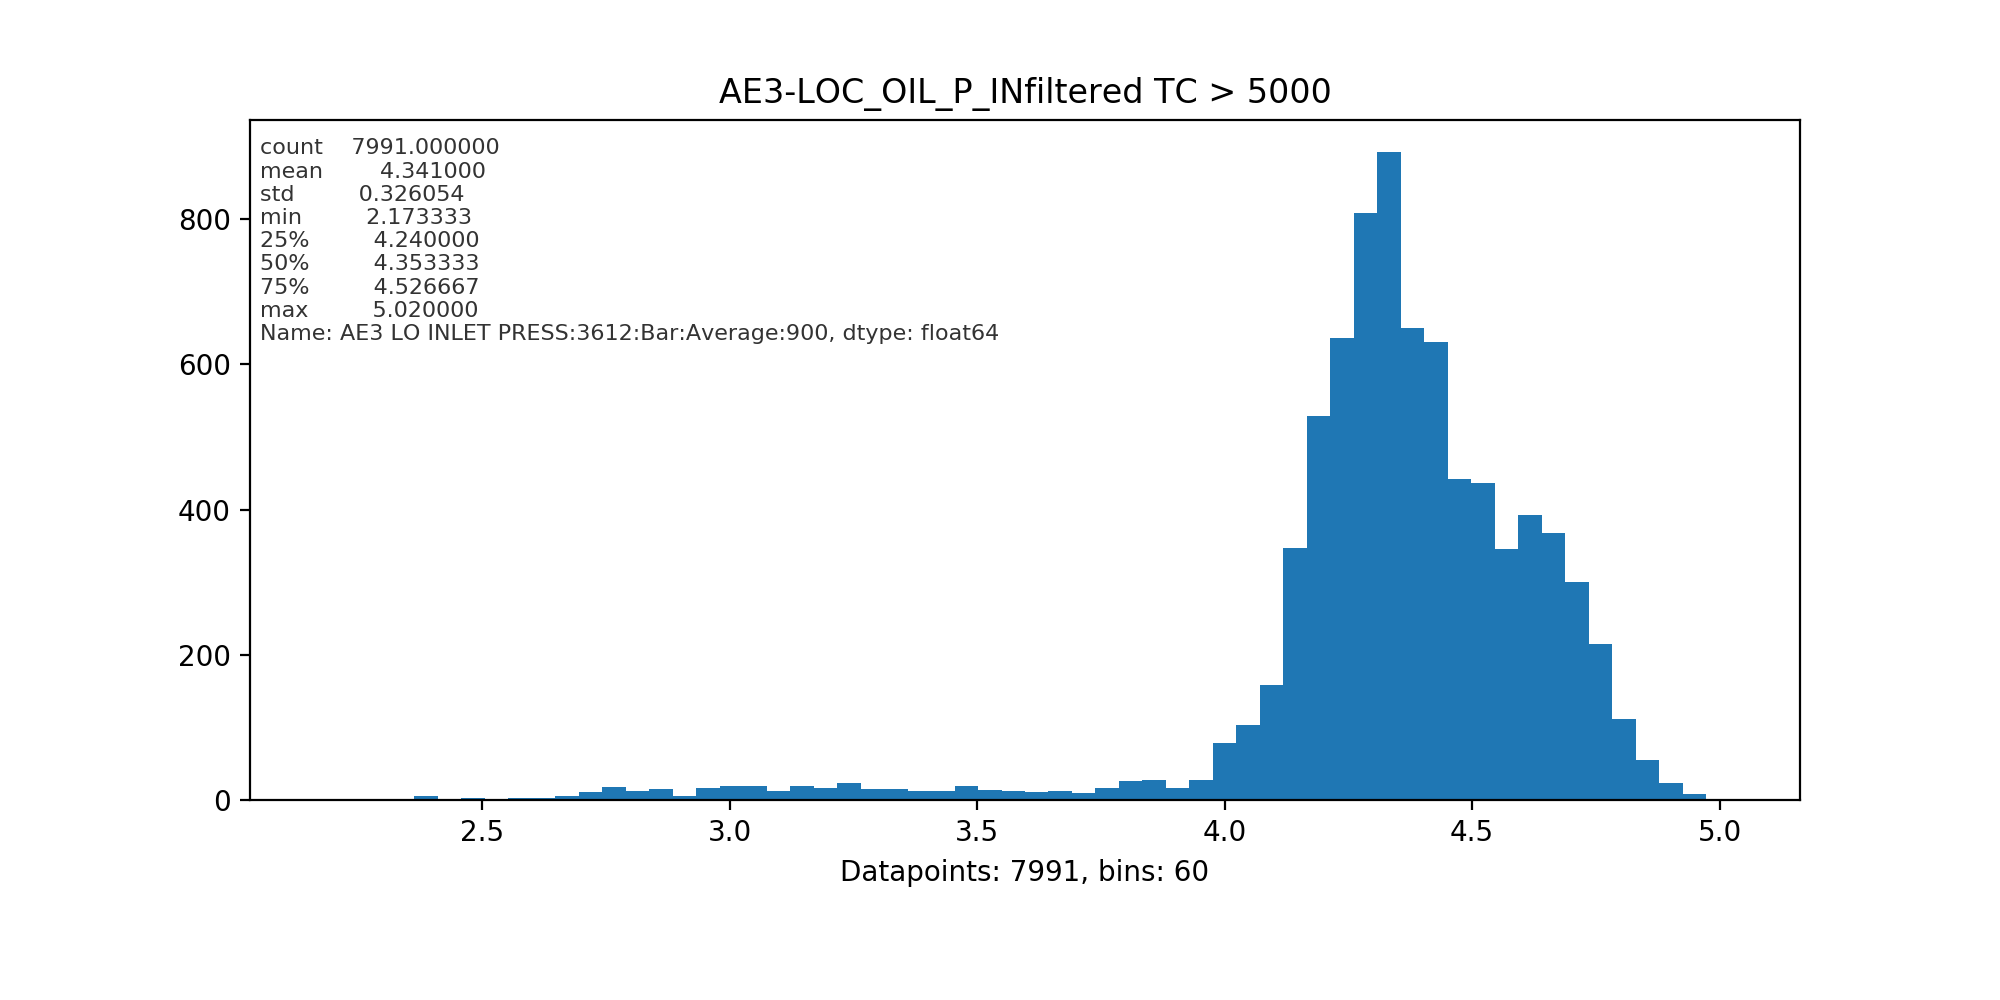 AE3-LOC_OIL_P_INfiltered TC > 5000
count 7991.000000
mean 4.341000
std 0.326054
min 2.173333
25% 4.240000
50% 4.353333
75% 4.526667
max 5.020000
Name: AE3 LO INLET PRESS:3612:Bar:Average:900, dtype: float64
800
600
400
200
0
2.5 3.0 3.5 4.0 4.5 5.0
Datapoints: 7991, bins: 60